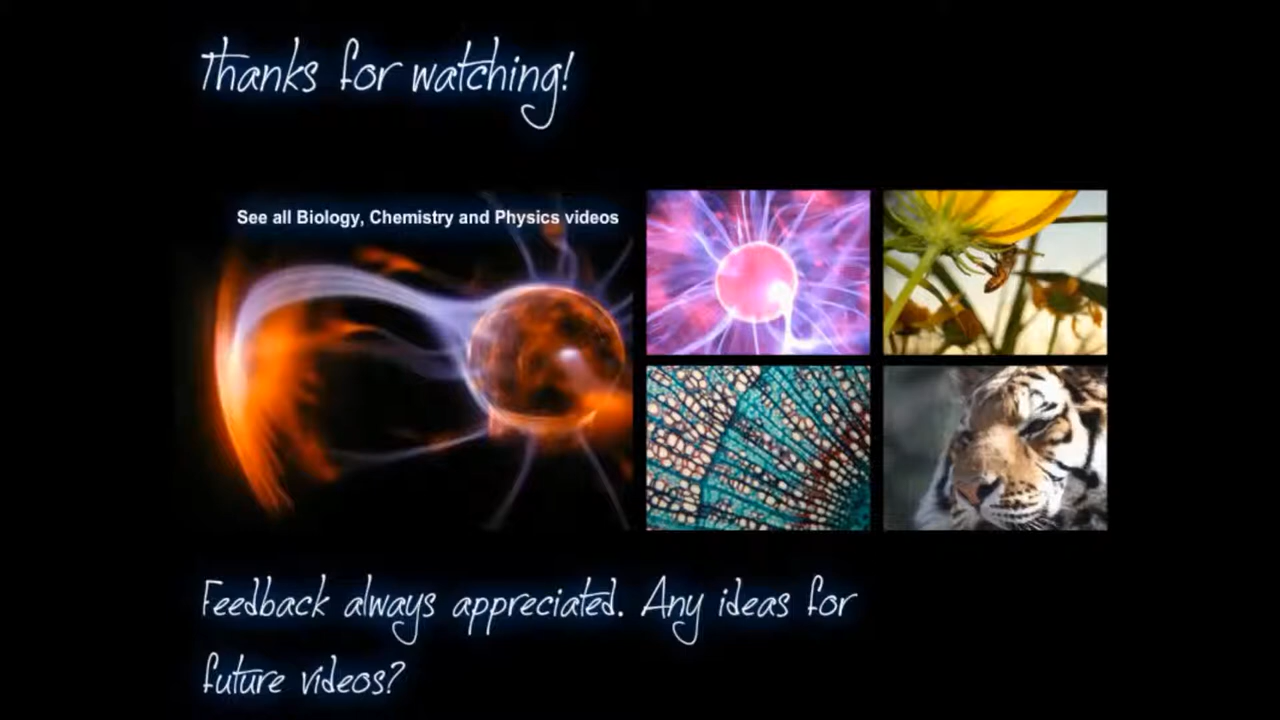 Thanks for watching!
See all Biology, Chemistry and Physics videos
Feedback always appreciated. Any ideas for
future videos?